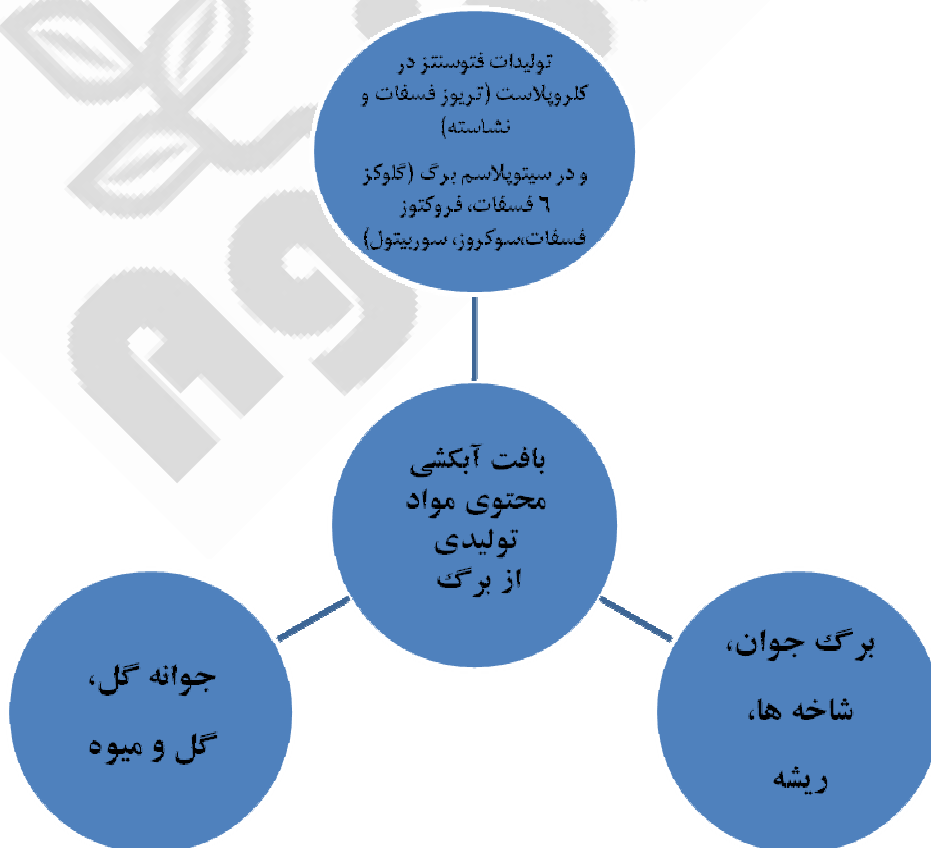 تولیدات فتوسنتز در
کلروپلاست (تریوز فسفات و
نشاسته)
و در سیتوپلاسم برگ (گلوکز
٦ فسفات، فروکتوز
فسفات،سوکروز، سوربیتول)
بافت آبکشی
محتوی مواد
تولیدی
از برگ
برگ جوان،
شاخه ها،
ریشه
جوانه گل،
گل و میوه